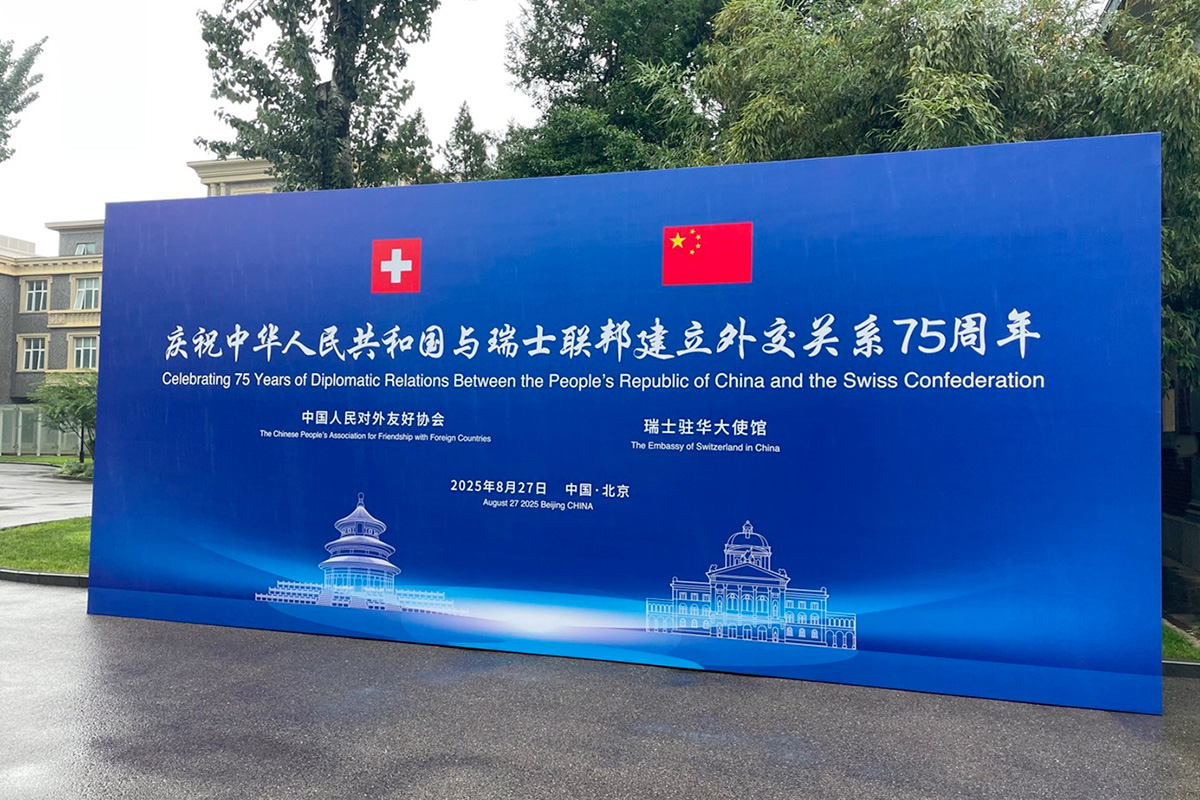 庆祝中华人民共和国与瑞士联邦建立外交关系75周年
Celebrating 75 Years of Diplomatic Relations Between the People's Republic of China and the Swiss Confederation
中国人民对外友好协会
The Chinese People's Association for Friendship with Foreign Countries
瑞士驻华大使馆
The Embassy of Switzerland in China
2025年8月27日 中国·北京
August 27 2025 Beijing CHINA